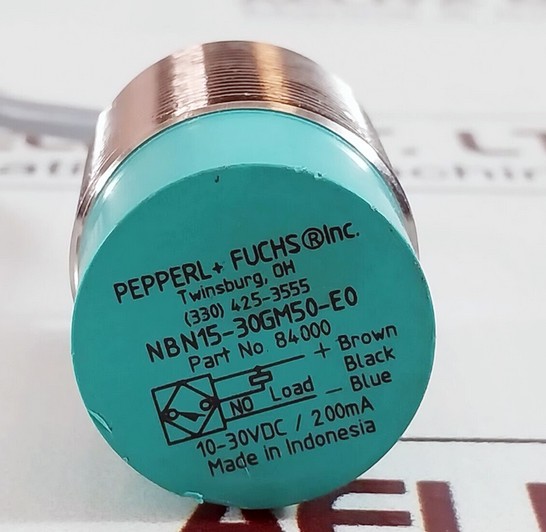 PEPPERL+ FUCHS®Inc.
Twinsburg, OH
(330) 425-3555
NBN15-30GM50-E0
Part No. 84000
+ Brown
Black
NO Load — Blue
10-30VDC / 200mA
Made in Indonesia